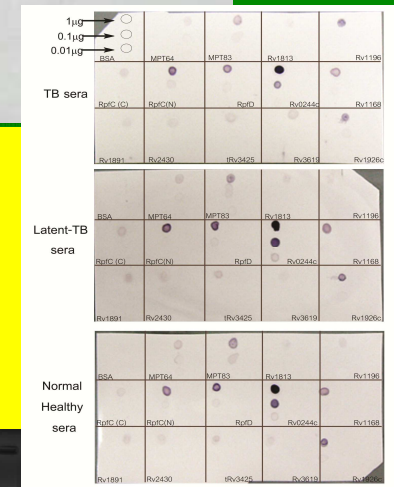 1µg
0.1µg
0.01µg
BSA MPT64 MPT83 Rv1813 Rv1196
TB sera
RpfC (C) RpfC(N) RpfD Rv0244c Rv1168
Rv1891 Rv2430 tRv3425 Rv3619 Rv1926c
BSA MPT64 MPT83 Rv1813 Rv1196
Latent-TB
sera
RpfC (C) RpfC(N) RpfD Rv0244c Rv1168
Rv1891 Rv2430 tRv3425 Rv3619 Rv1926c
BSA MPT64 MPT83 Rv1813 Rv1196
Normal
Healthy
sera
RpfC (C) RpfC(N) RpfD Rv0244c Rv1168
Rv1891 Rv2430 tRv3425 Rv3619 Rv1926c